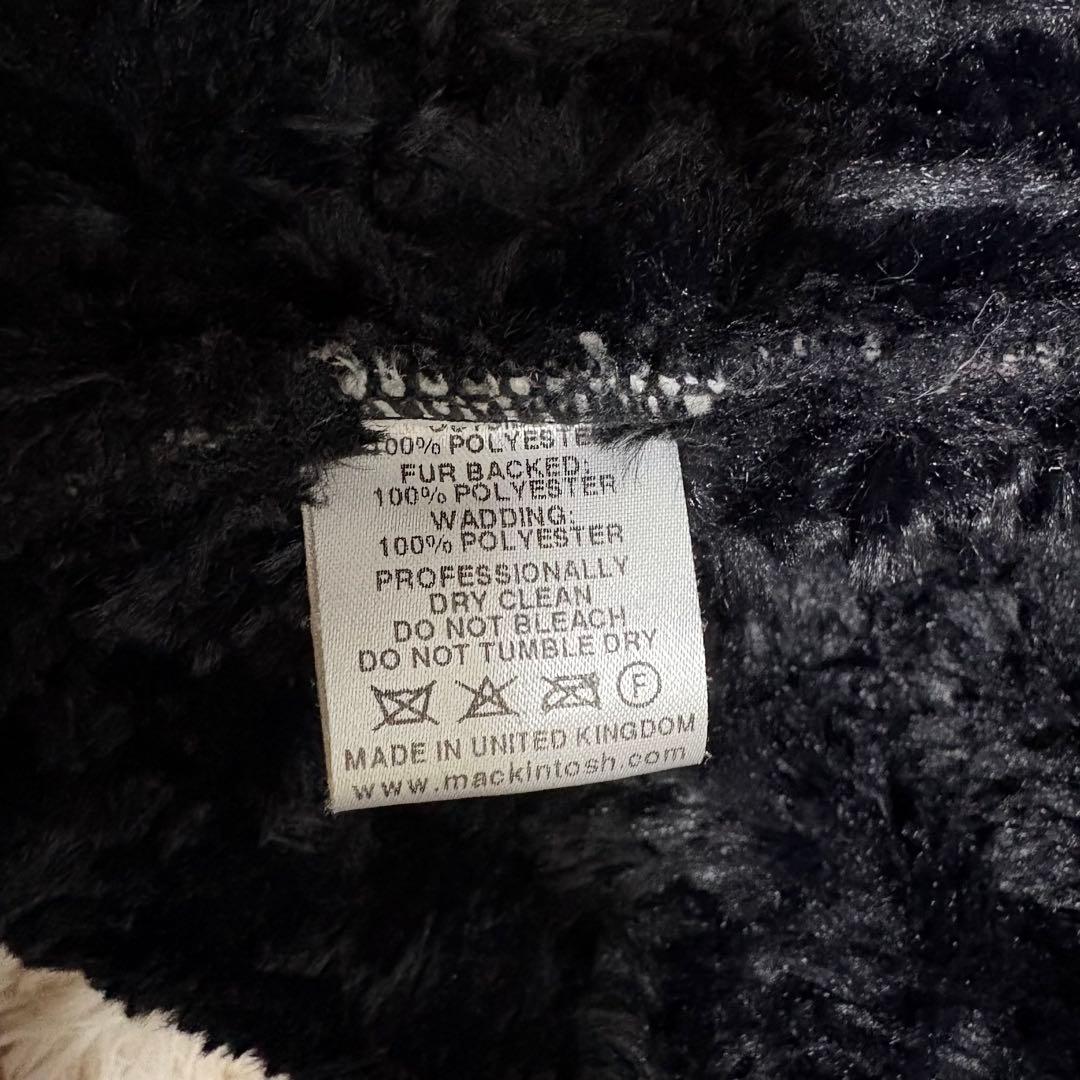 100% POLYESTE
FUR BACKED:
100% POLYESTER
WADDING:
100% POLYESTER
PROFESSIONALLY
DRY CLEAN
DO NOT BLEACH
DO NOT TUMBLE DRY
F
MADE IN UNITED KINGDOM
www.mackintosh.com